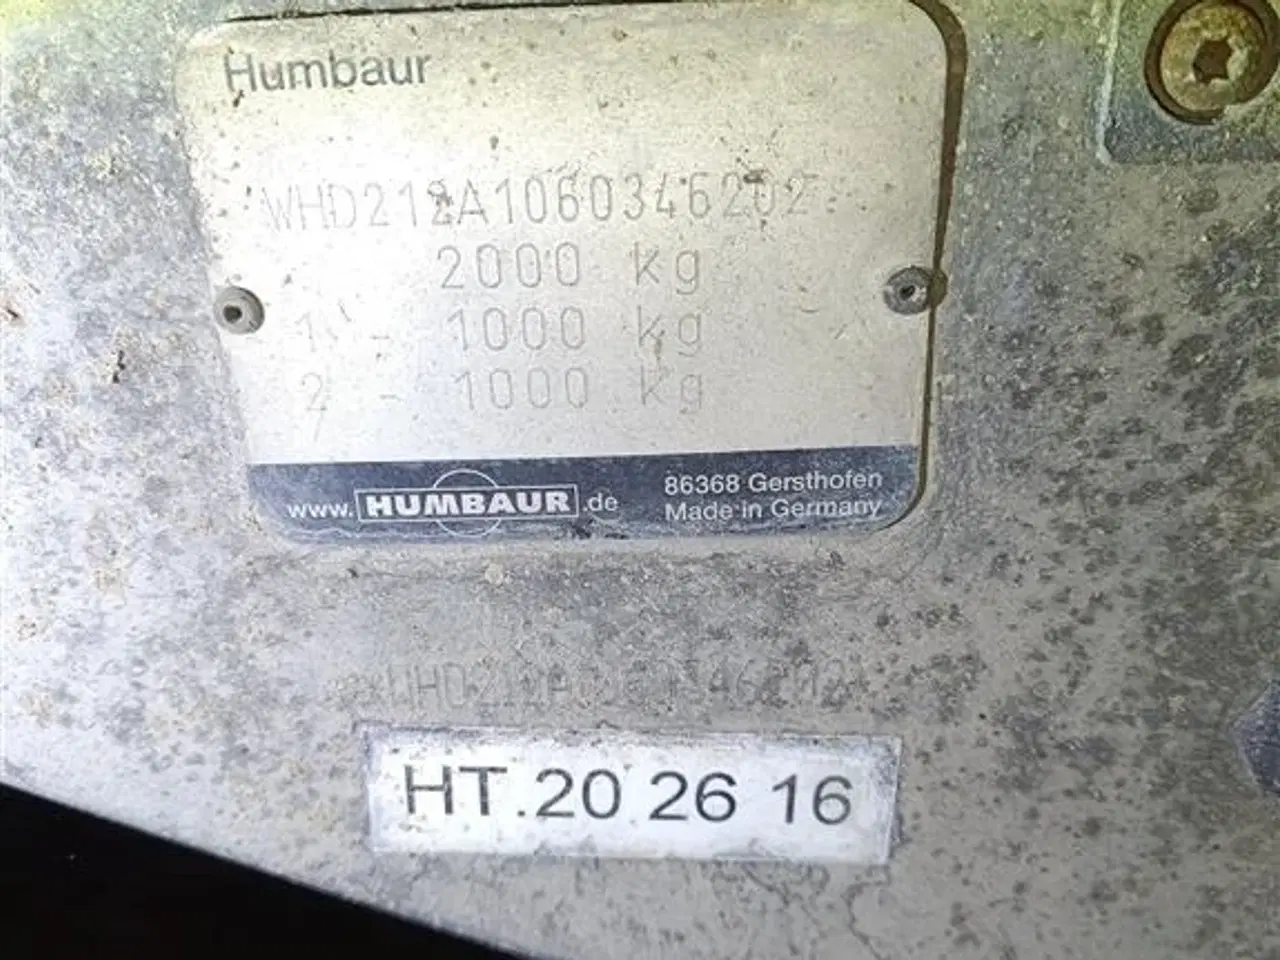 Humbaur
WHD212A1060346202
2000 kg
1 - 1000 kg
2 - 1000 kg
www.HUMBAUR.de
86368 Gersthofen
Made in Germany
HT.20 26 16